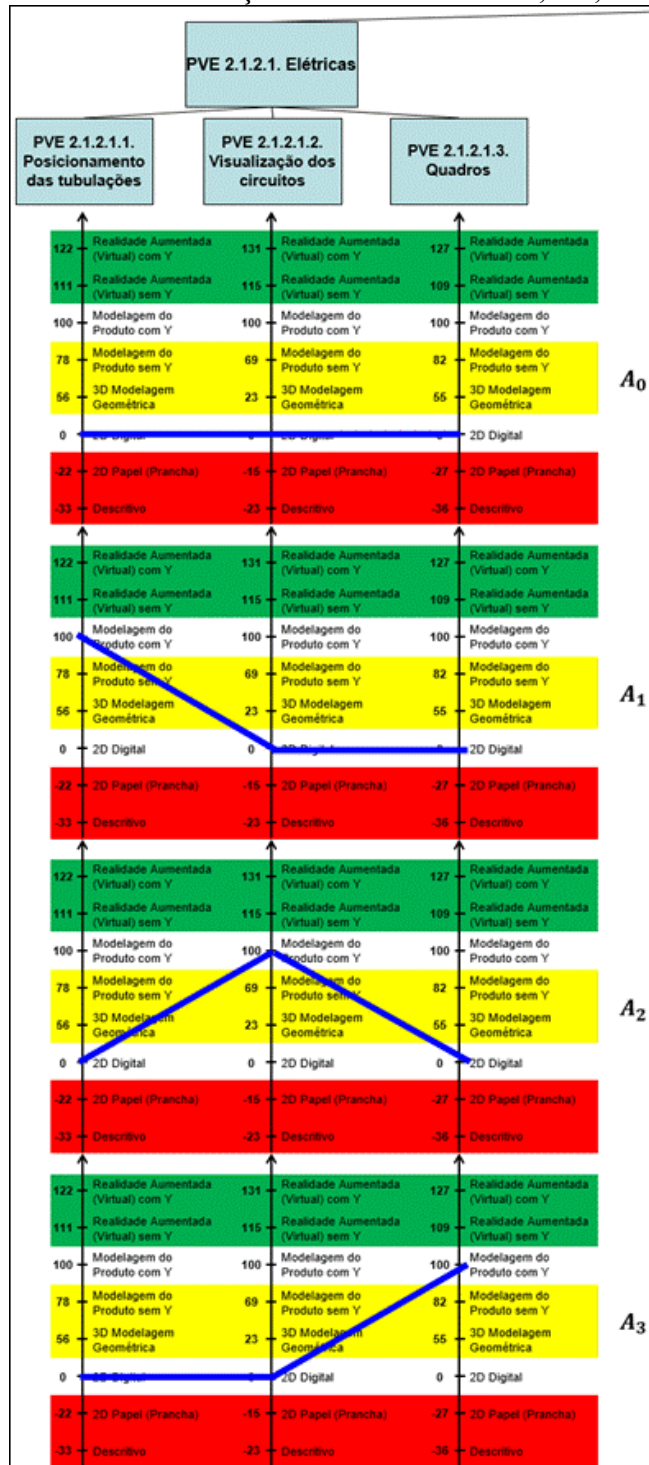 PVE 2.1.2.1. Elétricas
PVE 2.1.2.1.1.
Posicionamento
das tubulações
PVE 2.1.2.1.2.
Visualização dos
circuitos
PVE 2.1.2.1.3.
Quadros
122 Realidade Aumentada 131 Realidade Aumentada 127 Realidade Aumentada
(Virtual) com Y (Virtual) com Y (Virtual) com Y
111 Realidade Aumentada 115 Realidade Aumentada 109 Realidade Aumentada
(Virtual) sem Y (Virtual) sem Y (Virtual) sem Y
100 Modelagem do 100 Modelagem do 100 Modelagem do
Produto com Y Produto com Y Produto com Y
78 Modelagem do 69 Modelagem do 82 Modelagem do
Produto sem Y Produto sem Y Produto sem Y
56 3D Modelagem 23 3D Modelagem 55 3D Modelagem
Geométrica Geométrica Geométrica
A0
0 2D Digital 0 2D Digital 0 2D Digital
-22 2D Papel (Prancha) -15 2D Papel (Prancha) -27 2D Papel (Prancha)
-33 Descritivo -23 Descritivo -36 Descritivo
122 Realidade Aumentada 131 Realidade Aumentada 127 Realidade Aumentada
(Virtual) com Y (Virtual) com Y (Virtual) com Y
111 Realidade Aumentada 115 Realidade Aumentada 109 Realidade Aumentada
(Virtual) sem Y (Virtual) sem Y (Virtual) sem Y
100 Modelagem do 100 Modelagem do 100 Modelagem do
Produto com Y Produto com Y Produto com Y
78 Modelagem do 69 Modelagem do 82 Modelagem do
Produto sem Y Produto sem Y Produto sem Y
56 3D Modelagem 23 3D Modelagem 55 3D Modelagem
Geométrica Geométrica Geométrica
A1
0 2D Digital 0 2D Digital 0 2D Digital
-22 2D Papel (Prancha) -15 2D Papel (Prancha) -27 2D Papel (Prancha)
-33 Descritivo -23 Descritivo -36 Descritivo
122 Realidade Aumentada 131 Realidade Aumentada 127 Realidade Aumentada
(Virtual) com Y (Virtual) com Y (Virtual) com Y
111 Realidade Aumentada 115 Realidade Aumentada 109 Realidade Aumentada
(Virtual) sem Y (Virtual) sem Y (Virtual) sem Y
100 Modelagem do 100 Modelagem do 100 Modelagem do
Produto com Y Produto com Y Produto com Y
78 Modelagem do 69 Modelagem do 82 Modelagem do
Produto sem Y Produto sem Y Produto sem Y
56 3D Modelagem 23 3D Modelagem 55 3D Modelagem
Geométrica Geométrica Geométrica
A2
0 2D Digital 0 2D Digital 0 2D Digital
-22 2D Papel (Prancha) -15 2D Papel (Prancha) -27 2D Papel (Prancha)
-33 Descritivo -23 Descritivo -36 Descritivo
122 Realidade Aumentada 131 Realidade Aumentada 127 Realidade Aumentada
(Virtual) com Y (Virtual) com Y (Virtual) com Y
111 Realidade Aumentada 115 Realidade Aumentada 109 Realidade Aumentada
(Virtual) sem Y (Virtual) sem Y (Virtual) sem Y
100 Modelagem do 100 Modelagem do 100 Modelagem do
Produto com Y Produto com Y Produto com Y
78 Modelagem do 69 Modelagem do 82 Modelagem do
Produto sem Y Produto sem Y Produto sem Y
56 3D Modelagem 23 3D Modelagem 55 3D Modelagem
Geométrica Geométrica Geométrica
A3
0 2D Digital 0 2D Digital 0 2D Digital
-22 2D Papel (Prancha) -15 2D Papel (Prancha) -27 2D Papel (Prancha)
-33 Descritivo -23 Descritivo -36 Descritivo